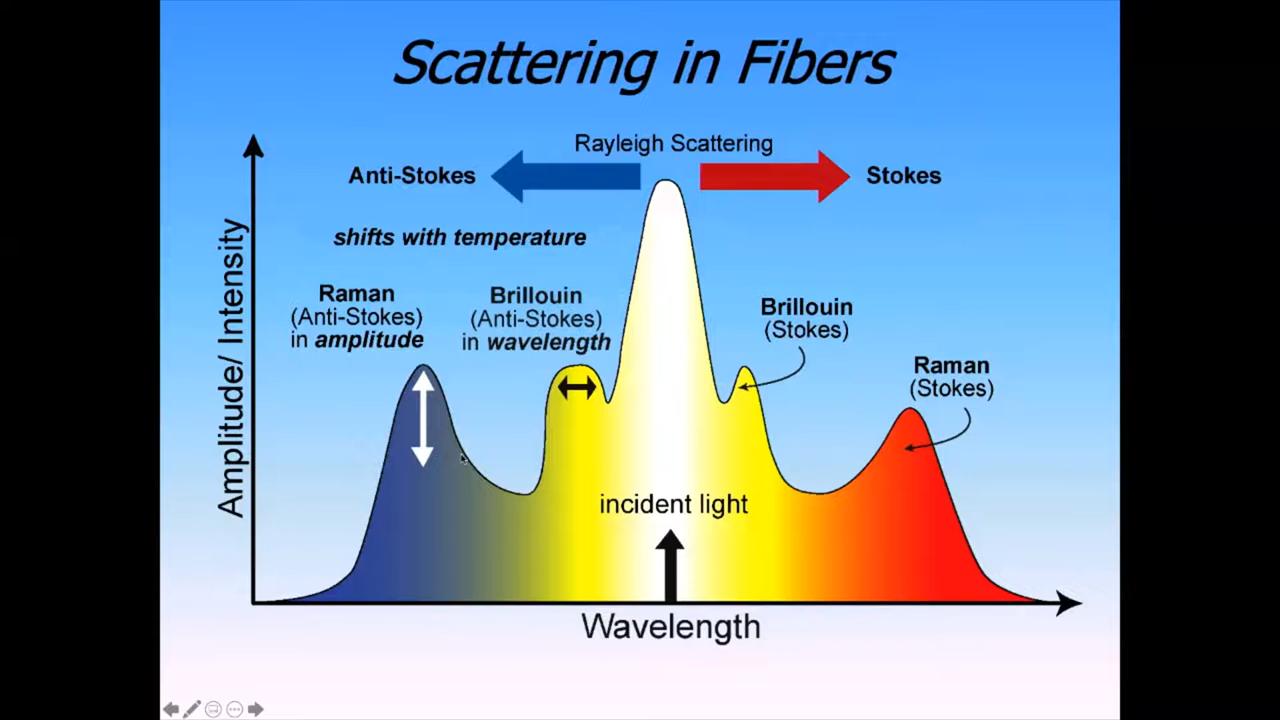 Scattering in Fibers
Rayleigh Scattering
Anti-Stokes
Stokes
shifts with temperature
Raman
(Anti-Stokes)
in amplitude
Brillouin
(Anti-Stokes)
in wavelength
Brillouin
(Stokes)
Raman
(Stokes)
Amplitude/ Intensity
incident light
Wavelength